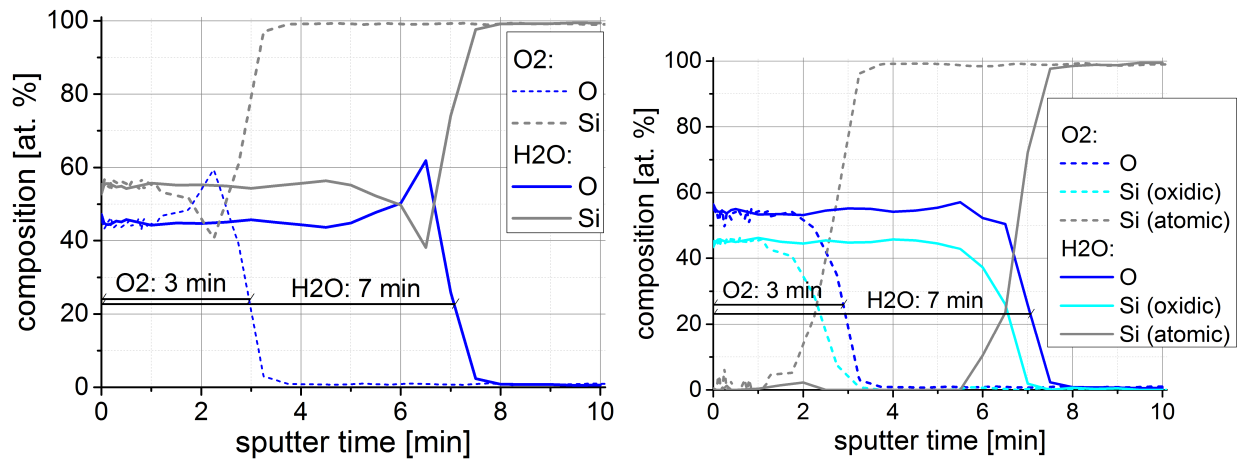 100
80
60
40
20
0
composition [at. %]
0 2 4 6 8 10
sputter time [min]
O2:
O
Si
H2O:
O
Si
O2: 3 min
H2O: 7 min
100
80
60
40
20
0
composition [at. %]
0 2 4 6 8 10
sputter time [min]
O2:
O
Si (oxidic)
Si (atomic)
H2O:
O
Si (oxidic)
Si (atomic)
O2: 3 min
H2O: 7 min